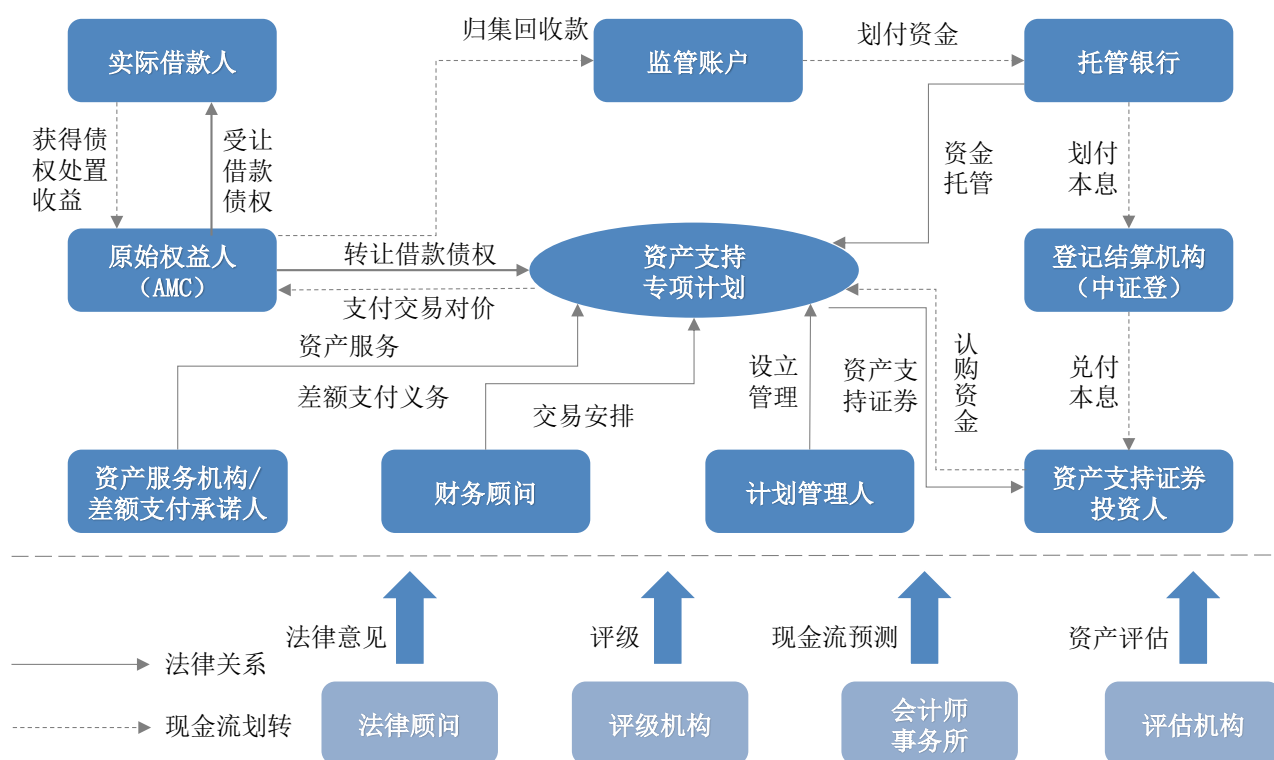 归集回收款
划付资金
实际借款人
监管账户
托管银行
获得债
权处置
收益
受让
借款
债权
资金
托管
划付
本息
原始权益人
（AMC）
转让借款债权
支付交易对价
资产支持
专项计划
登记结算机构
（中证登）
资产服务
差额支付义务
交易安排
设立
管理
资产支
持证券
认
购
资
金
兑付
本息
资产服务机构/
差额支付承诺人
财务顾问
计划管理人
资产支持证券
投资人
法律意见
评级
现金流预测
资产评估
法律关系
现金流划转
法律顾问
评级机构
会计师
事务所
评估机构